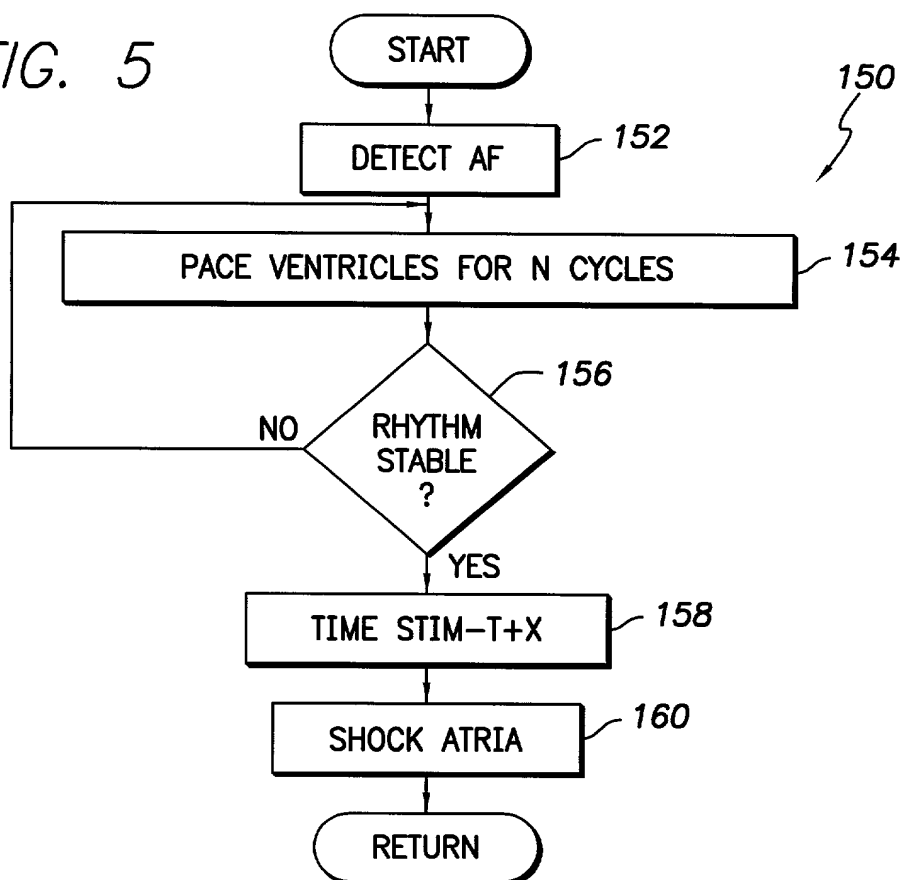 FIG. 5
START
150
DETECT AF
152
PACE VENTRICLES FOR N CYCLES
154
156
NO
RHYTHM
STABLE
?
YES
TIME STIM-T+X
158
SHOCK ATRIA
160
RETURN